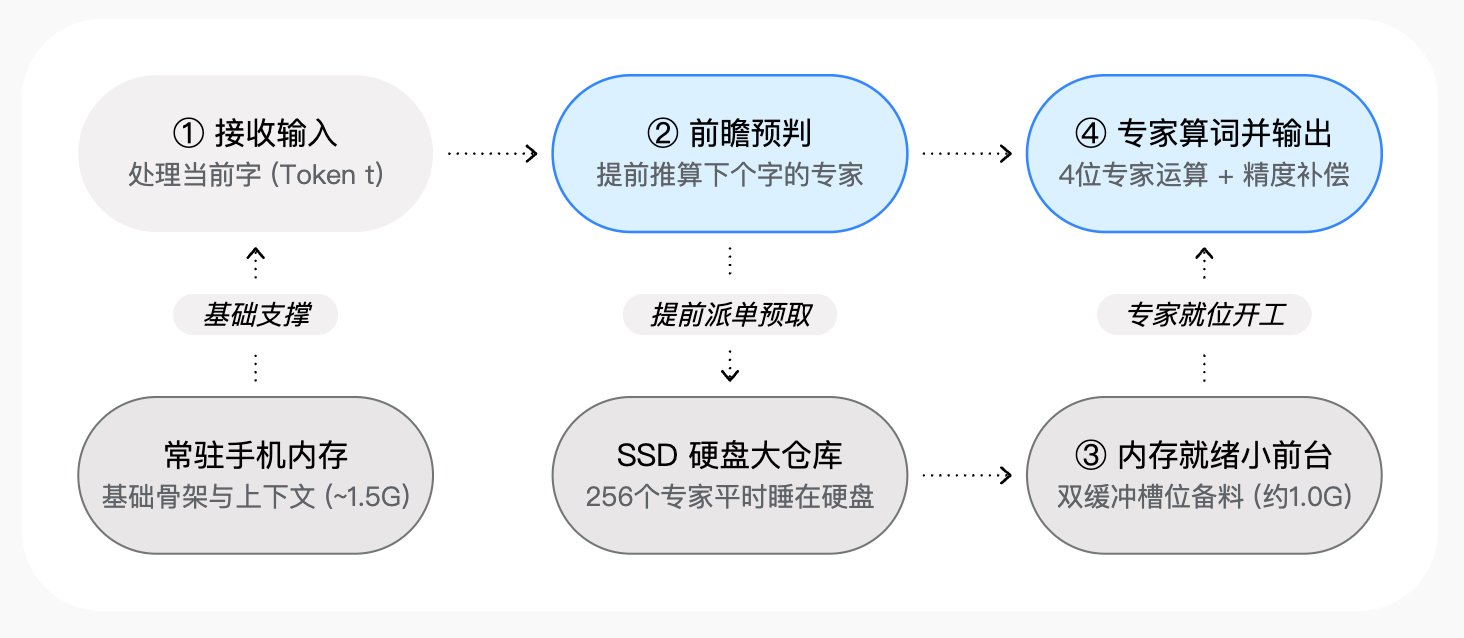 ① 接收输入
处理当前字 (Token t)
② 前瞻预判
提前推算下个字的专家
④ 专家算词并输出
4位专家运算 + 精度补偿
基础支撑
提前派单预取
专家就位开工
常驻手机内存
基础骨架与上下文 (~1.5G)
SSD 硬盘大仓库
256个专家平时睡在硬盘
③ 内存就绪小前台
双缓冲槽位备料 (约1.0G)